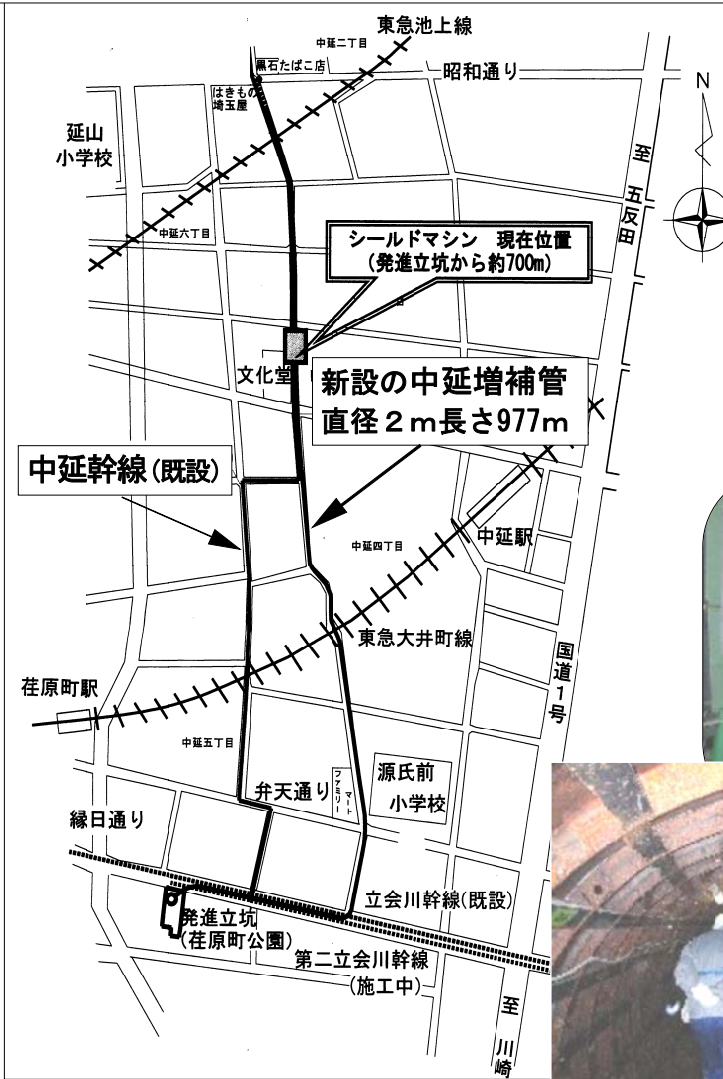 東急池上線
中延二丁目
黒石たばこ店
昭和通り
はきもの
埼玉屋
N
延山
小学校
至 五反田
中延六丁目
シールドマシン 現在位置
(発進立坑から約700m)
文化堂
新設の中延増補管
直径2m長さ977m
中延幹線(既設)
中延駅
中延四丁目
東急大井町線
国道1号
荏原町駅
中延五丁目
源氏前
小学校
弁天通り
ファミリー
マート
縁日通り
立会川幹線(既設)
発進立坑
(荏原町公園)
第二立会川幹線
(施工中)
至 川崎